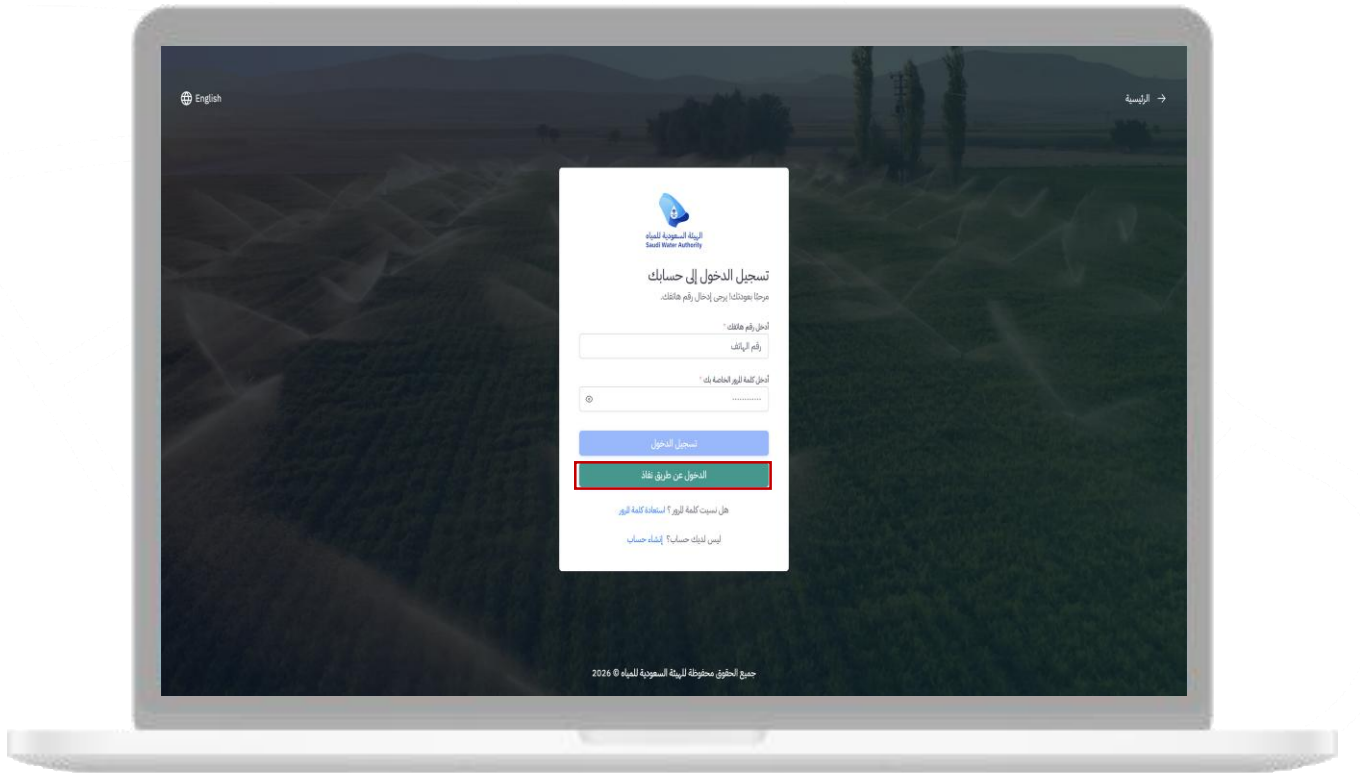 الرئيسية
English
الهيئة السعودية للمياه
Saudi Water Authority
تسجيل الدخول إلى حسابك
مرحبًا بعودتك! يرجى إدخال رقم هاتفك.
أدخل رقم هاتفك *
رقم الهاتف
أدخل كلمة المرور الخاصة بك *
............
تسجيل الدخول
الدخول عن طريق نفاذ
هل نسيت كلمة المرور ؟ استعادة كلمة المرور
ليس لديك حساب؟ إنشاء حساب
جميع الحقوق محفوظة للهيئة السعودية للمياه © 2026